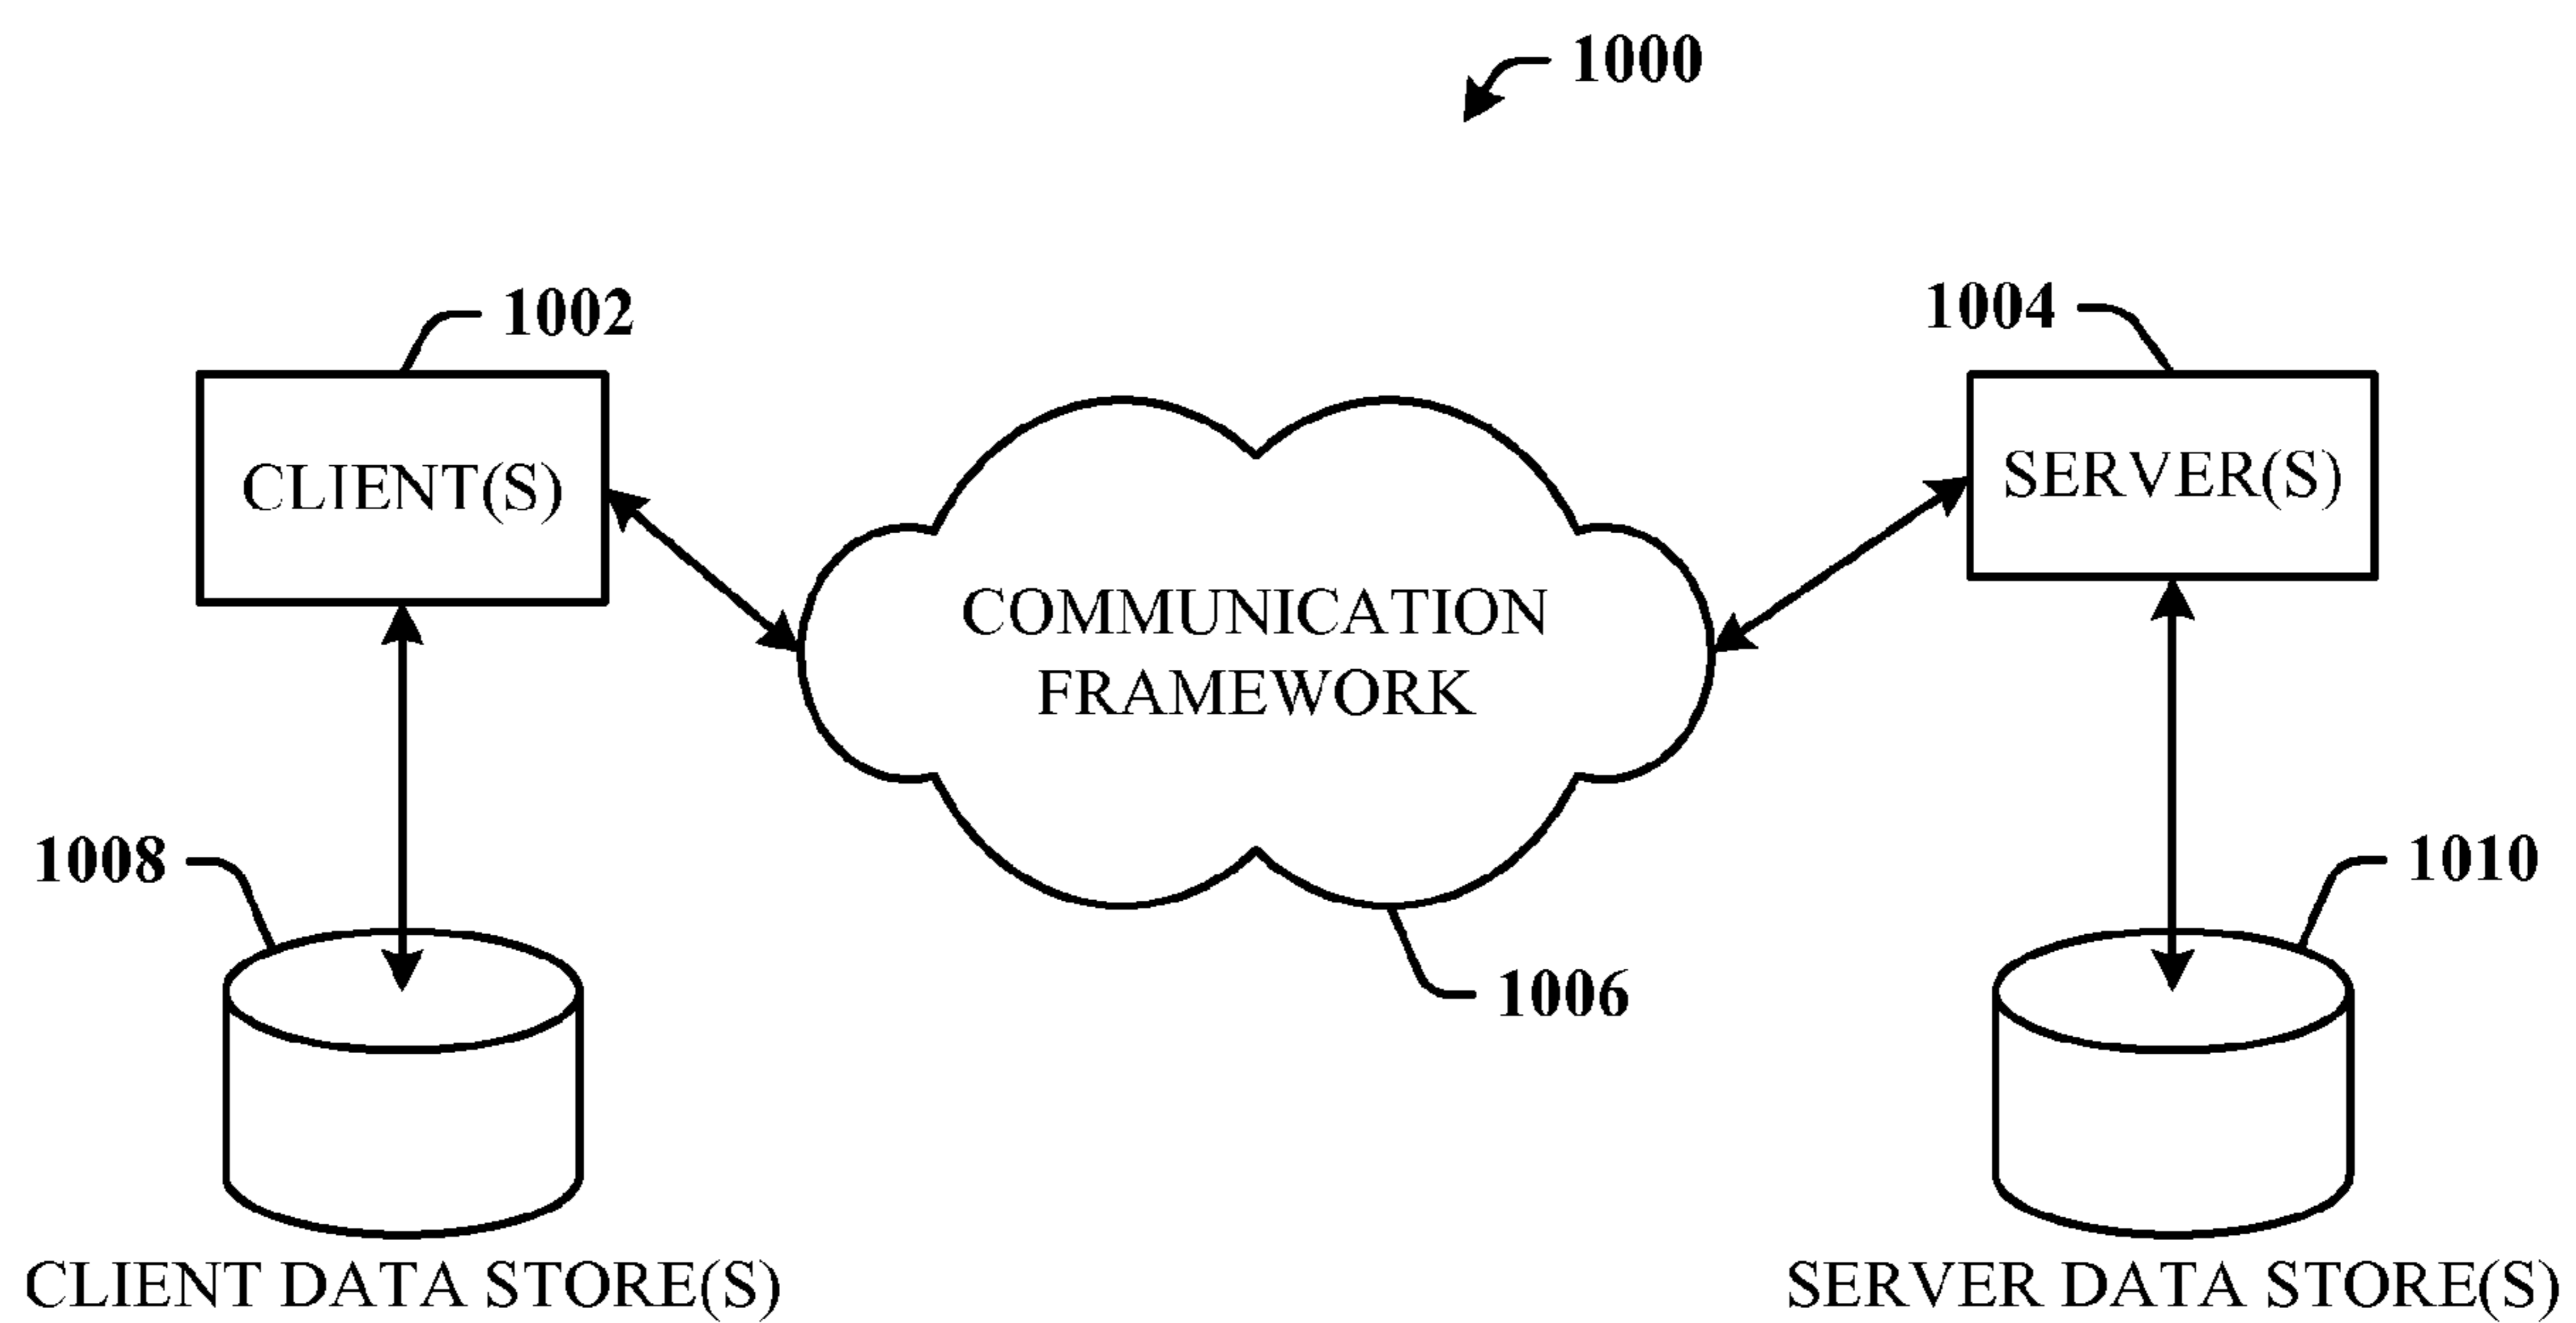 1000
1002
1004
CLIENT(S)
SERVER(S)
COMMUNICATION
FRAMEWORK
1008
1010
1006
CLIENT DATA STORE(S)
SERVER DATA STORE(S)